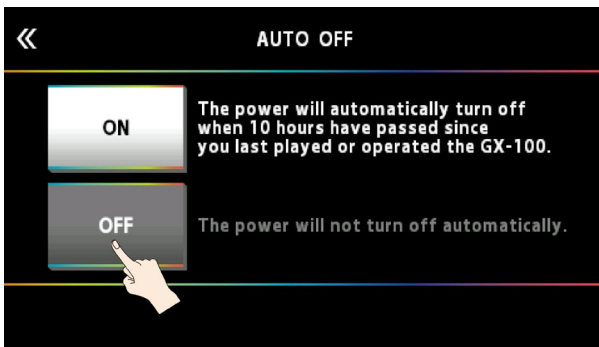 AUTO OFF
ON
The power will automatically turn off
when 10 hours have passed since
you last played or operated the GX-100.
OFF
The power will not turn off automatically.